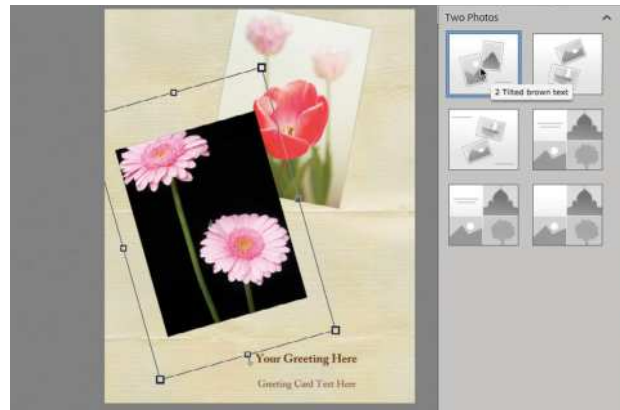 Two Photos
2 Tilted brown text
Your Greeting Here
Greeting Card Text Here